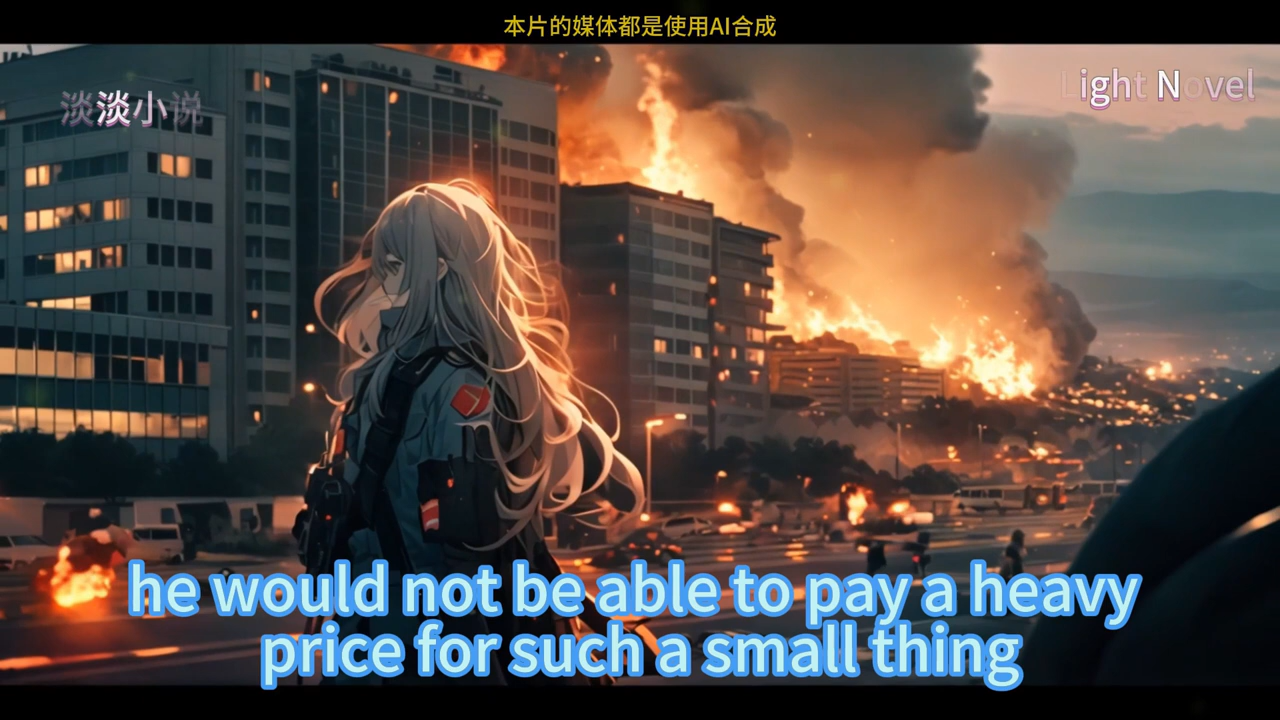 本片的媒体都是使用AI合成
淡淡小说
Light Novel
he would not be able to pay a heavy
price for such a small thing